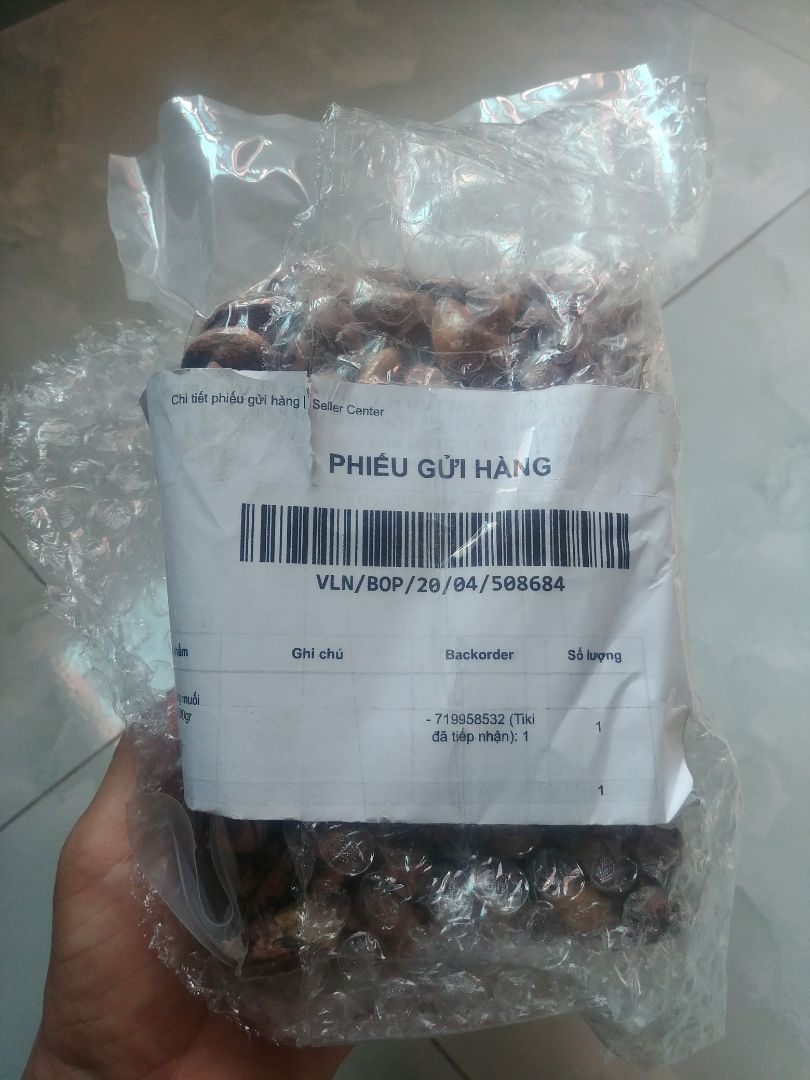 Chi tiết phiếu gửi hàng | Seller Center
PHIẾU GỬI HÀNG
VLN/BOP/20/04/508684
Ghi chú Backorder Số lượng
muối
- 719958532 (Tiki 1
đã tiếp nhận): 1
1